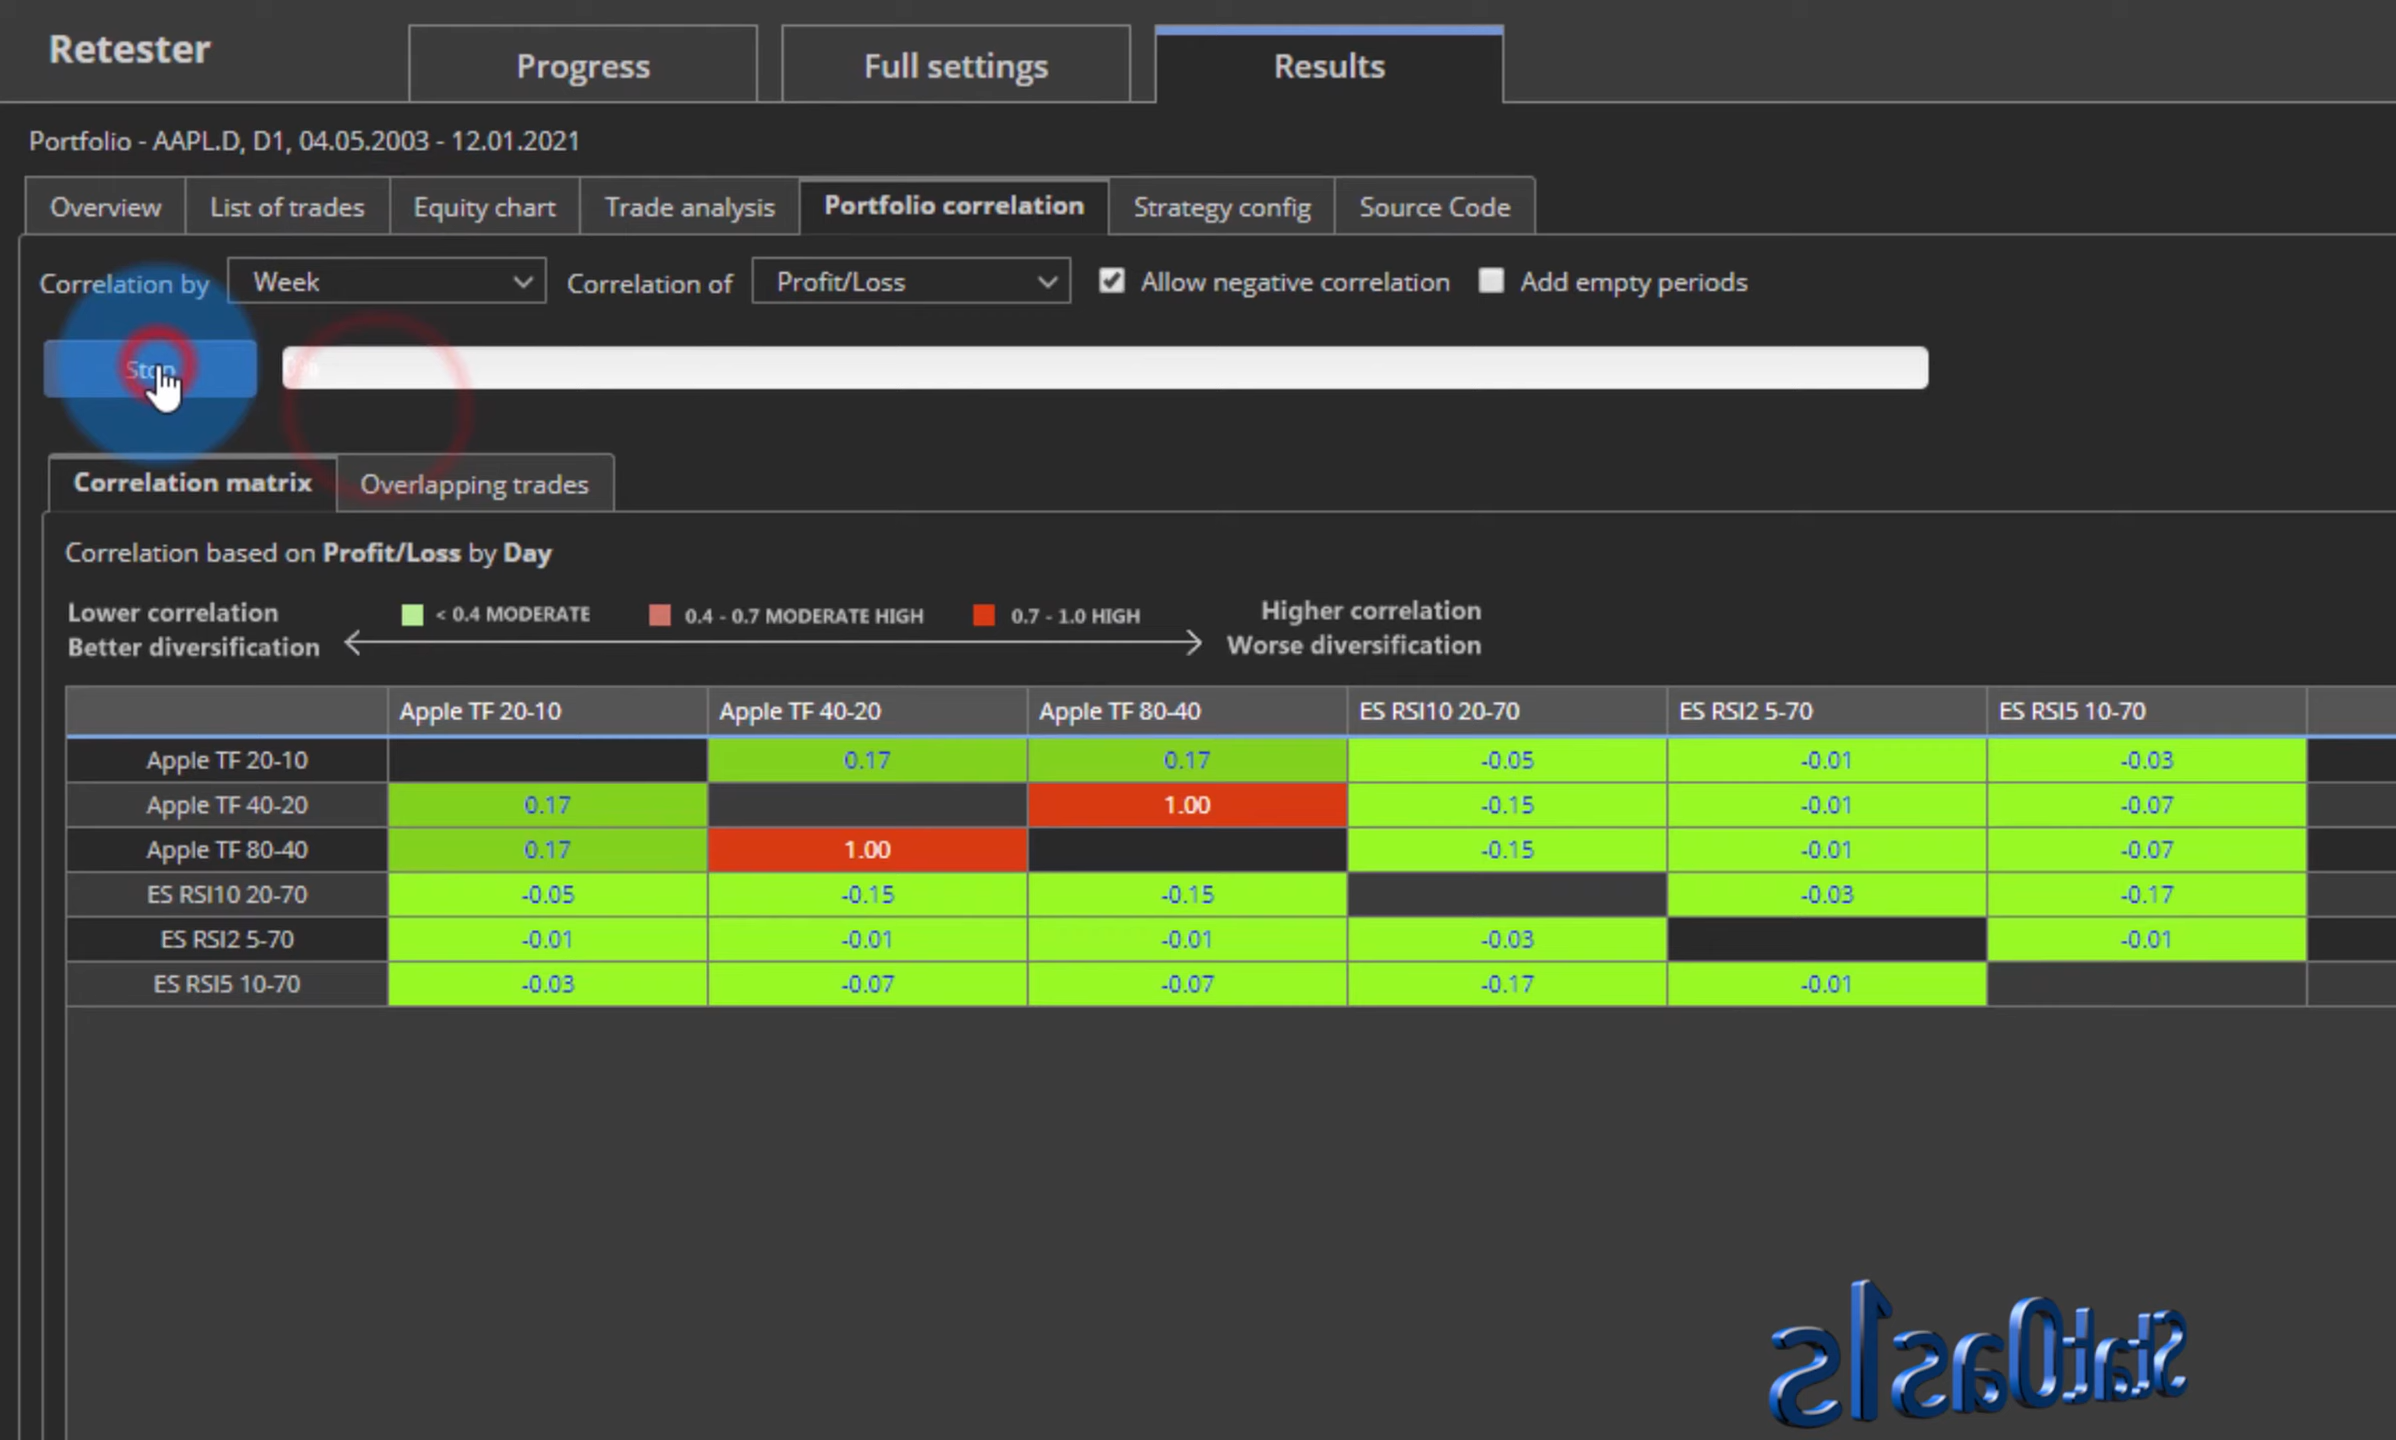 Retester
Progress
Full settings
Results
Portfolio - AAPL.D, D1, 04.05.2003 - 12.01.2021
Overview
List of trades
Equity chart
Trade analysis
Portfolio correlation
Strategy config
Source Code
Correlation by Week
Correlation of Profit/Loss
Allow negative correlation
Add empty periods
Stop
Correlation matrix
Overlapping trades
Correlation based on Profit/Loss by Day
Lower correlation
Better diversification
< 0.4 MODERATE
0.4 - 0.7 MODERATE HIGH
0.7 - 1.0 HIGH
Higher correlation
Worse diversification
Apple TF 20-10 Apple TF 40-20 Apple TF 80-40 ES RSI10 20-70 ES RSI2 5-70 ES RSI5 10-70
Apple TF 20-10 0.17 0.17 -0.05 -0.01 -0.03
Apple TF 40-20 0.17 1.00 -0.15 -0.01 -0.07
Apple TF 80-40 0.17 1.00 -0.15 -0.01 -0.07
ES RSI10 20-70 -0.05 -0.15 -0.15 -0.03 -0.17
ES RSI2 5-70 -0.01 -0.01 -0.01 -0.03 -0.01
ES RSI5 10-70 -0.03 -0.07 -0.07 -0.17 -0.01
StatOas1s